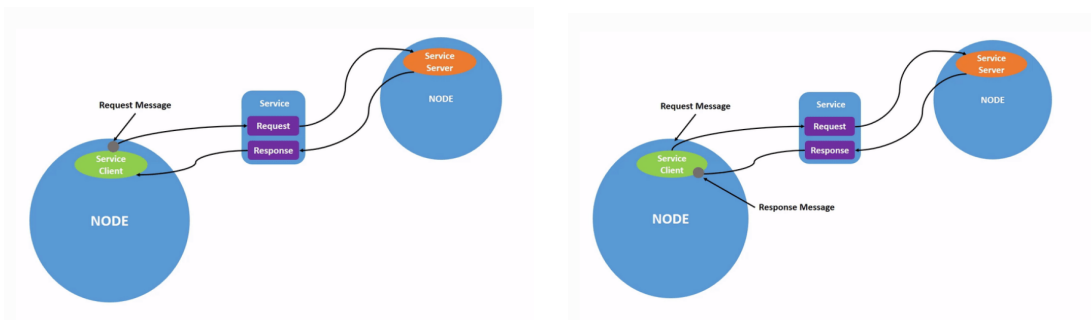 Service
Server
NODE
Request Message
Service
Request
Response
Service
Client
NODE
Service
Server
NODE
Request Message
Service
Request
Response
Service
Client
Response Message
NODE